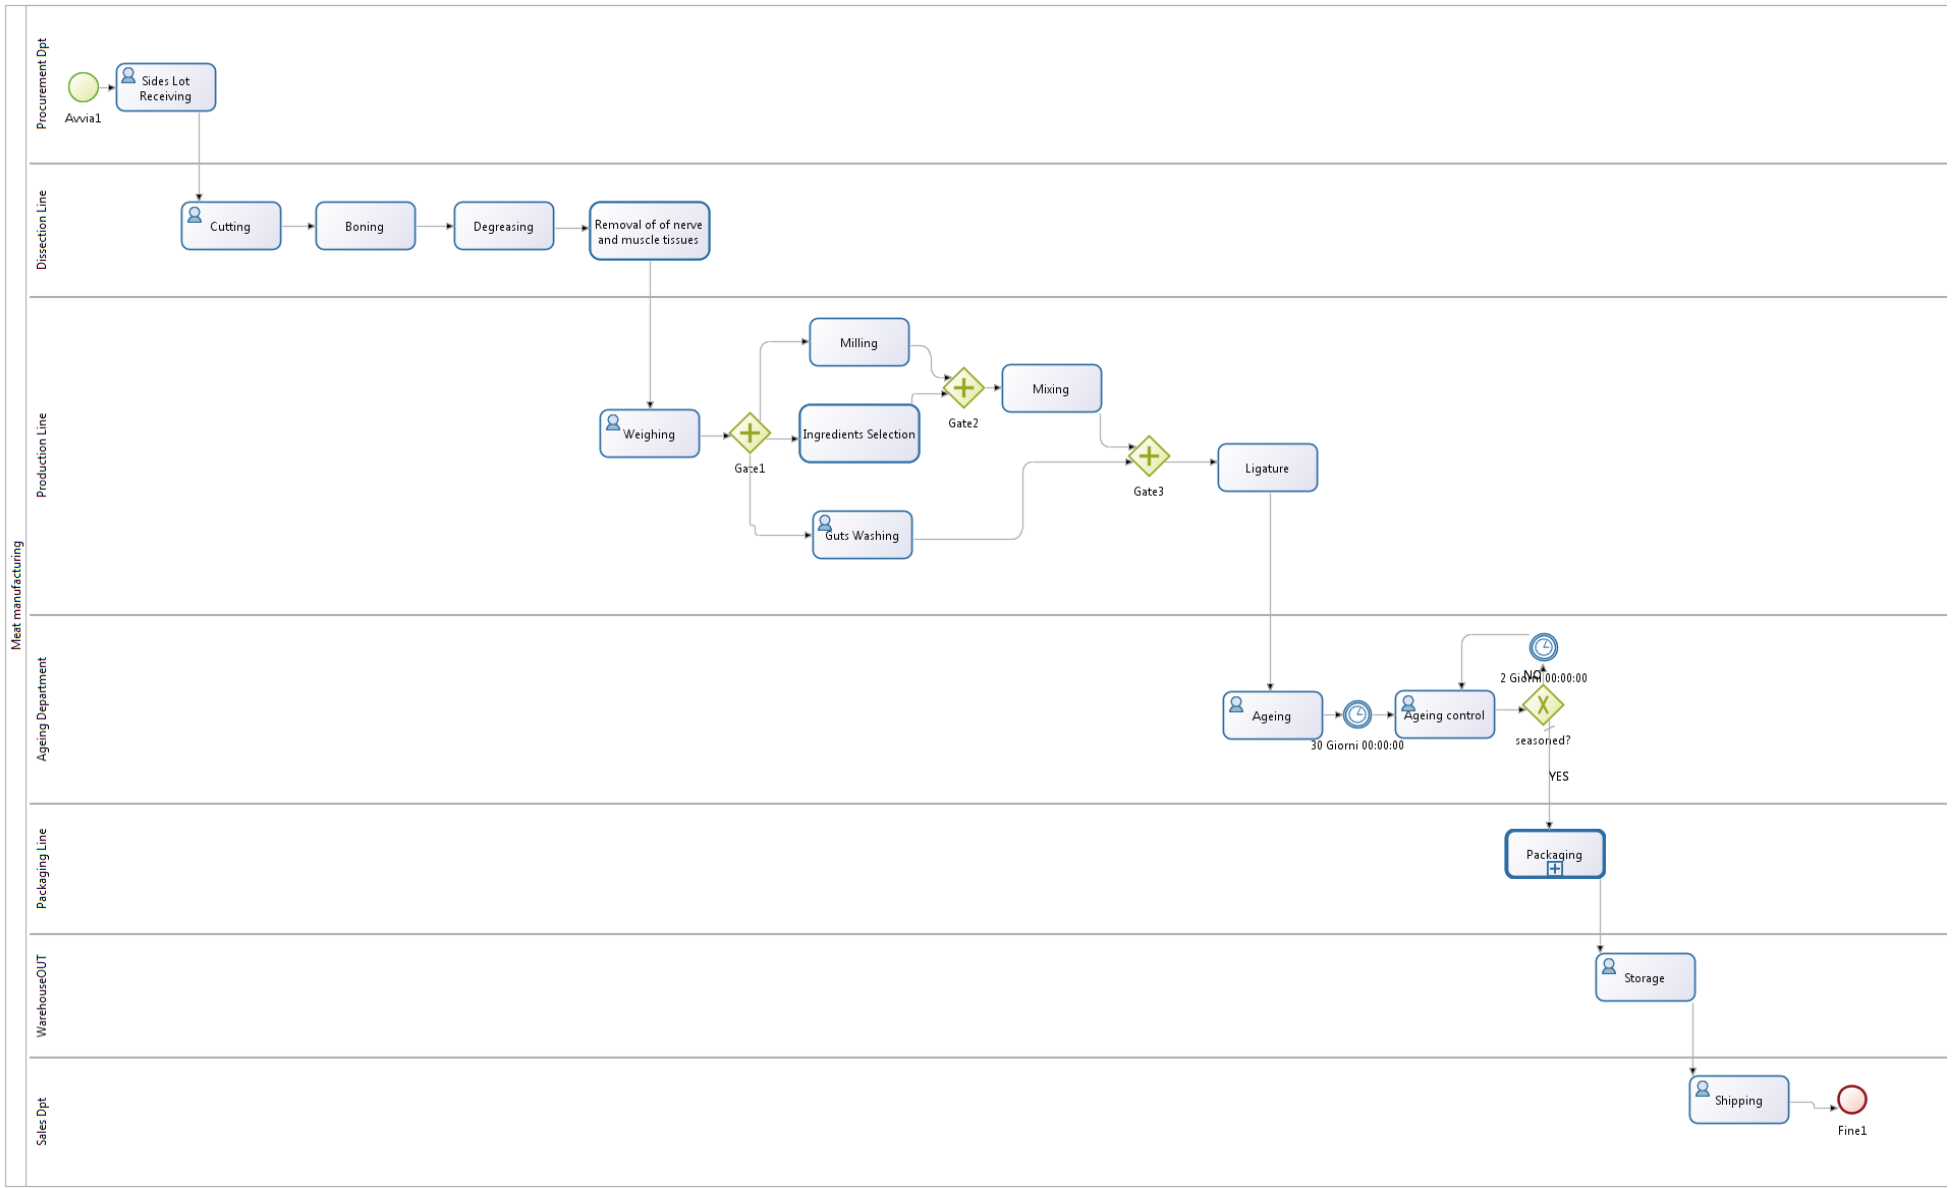 Meat manufacturing
Procurement Dpt
Avvia1
Sides Lot
Receiving
Dissection Line
Cutting
Boning
Degreasing
Removal of of nerve
and muscle tissues
Production Line
Weighing
Gate1
Milling
Ingredients Selection
Guts Washing
Gate2
Mixing
Gate3
Ligature
Ageing Department
Ageing
30 Giorni 00:00:00
Ageing control
NO
2 Giorni 00:00:00
seasoned?
YES
Packaging Line
Packaging
WarehouseOUT
Storage
Sales Dpt
Shipping
Fine1